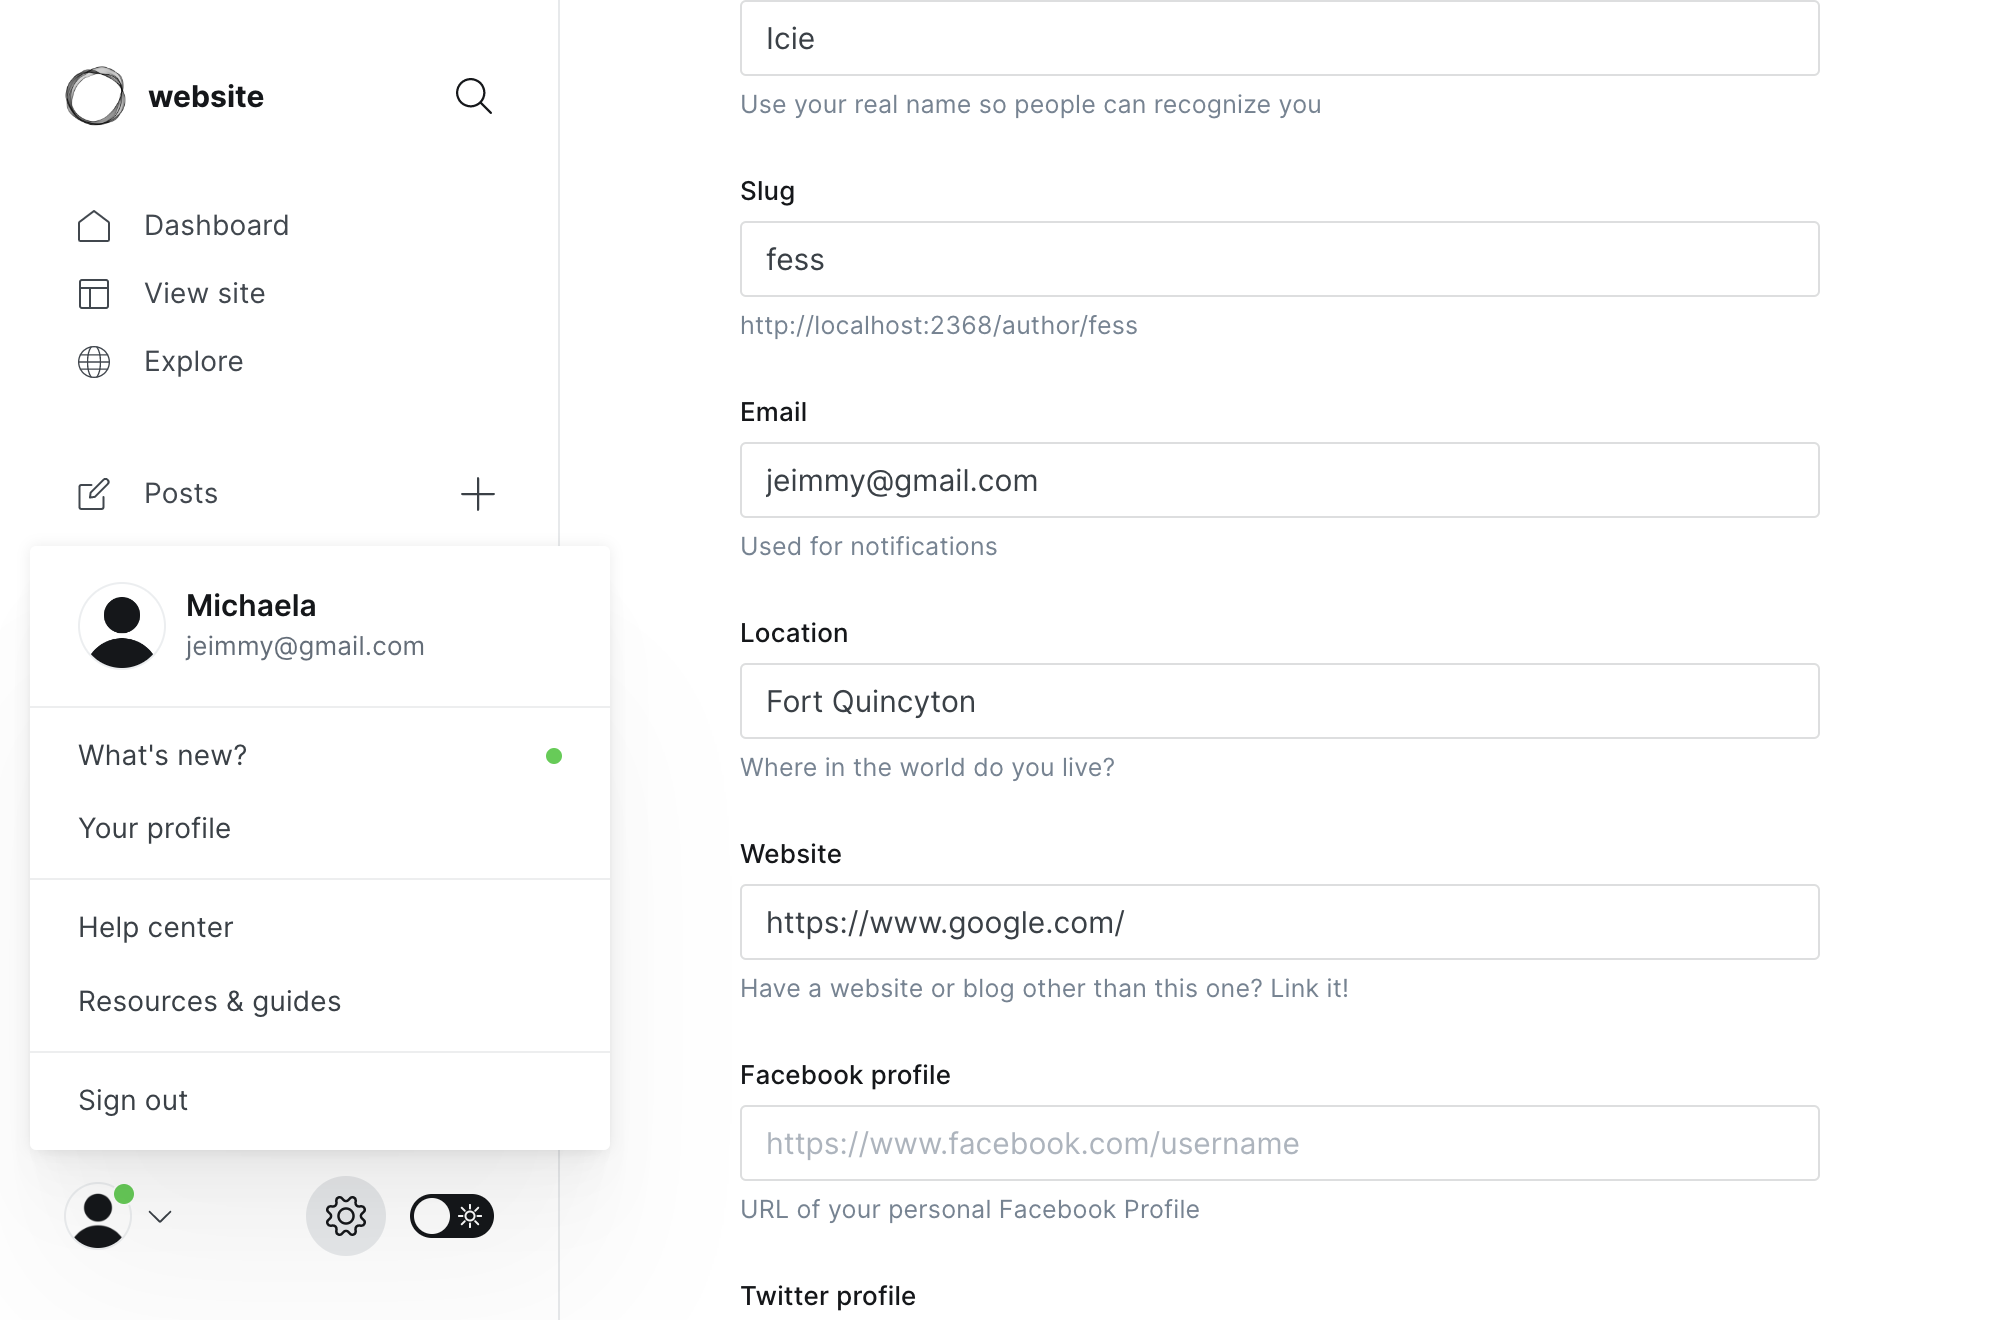 website
Dashboard
View site
Explore
Posts
Michaela
jeimmy@gmail.com
What's new?
Your profile
Help center
Resources & guides
Sign out
Icie
Use your real name so people can recognize you
Slug
fess
http://localhost:2368/author/fess
Email
jeimmy@gmail.com
Used for notifications
Location
Fort Quincyton
Where in the world do you live?
Website
https://www.google.com/
Have a website or blog other than this one? Link it!
Facebook profile
https://www.facebook.com/username
URL of your personal Facebook Profile
Twitter profile